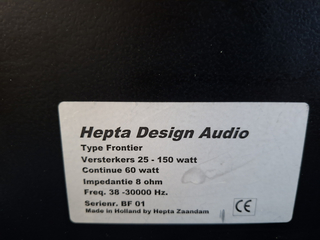 Hepta Design Audio
Type Frontier
Versterkers 25 - 150 watt
Continue 60 watt
Impedantie 8 ohm
Freq. 38 -30000 Hz.
Serienr. BF 01
Made in Holland by Hepta Zaandam
CE